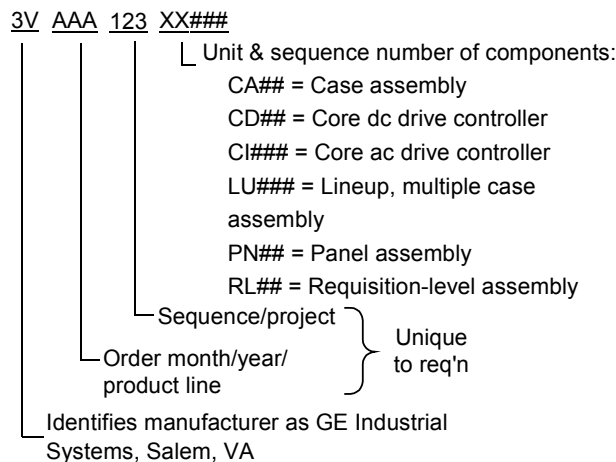 3V AAA 123 XX###
Unit & sequence number of components:
CA## = Case assembly
CD## = Core dc drive controller
CI### = Core ac drive controller
LU### = Lineup, multiple case
assembly
PN## = Panel assembly
RL## = Requisition-level assembly
Sequence/project
Unique
to req'n
Order month/year/
product line
Identifies manufacturer as GE Industrial
Systems, Salem, VA